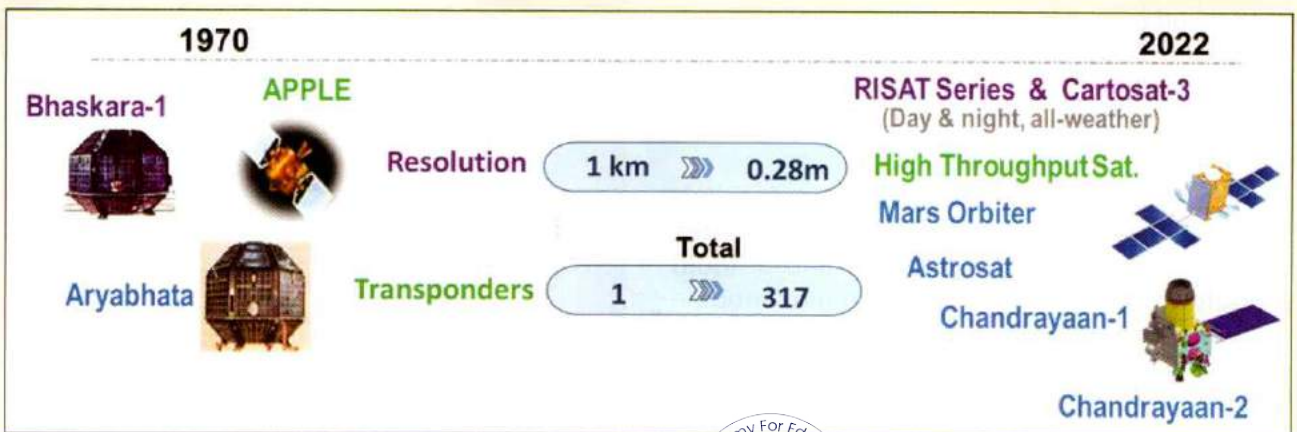 1970
2022
Bhaskara-1
APPLE
Aryabhata
Resolution
1 km
0.28m
Total
Transponders
1
317
RISAT Series & Cartosat-3
(Day & night, all-weather)
High Throughput Sat.
Mars Orbiter
Astrosat
Chandrayaan-1
Chandrayaan-2
For